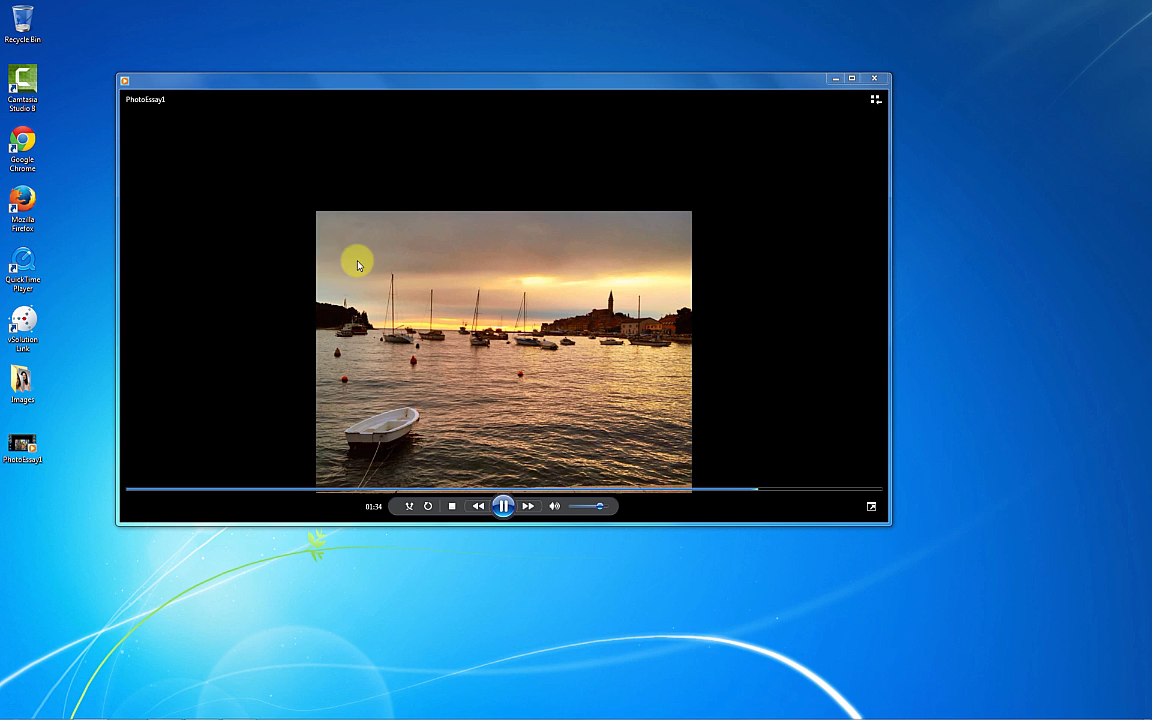 Recycle Bin
Camtasia
Studio 8
Google
Chrome
Mozilla
Firefox
QuickTime
Player
vSolution
Link
Images
PhotoEssay1
PhotoEssay1
01:34